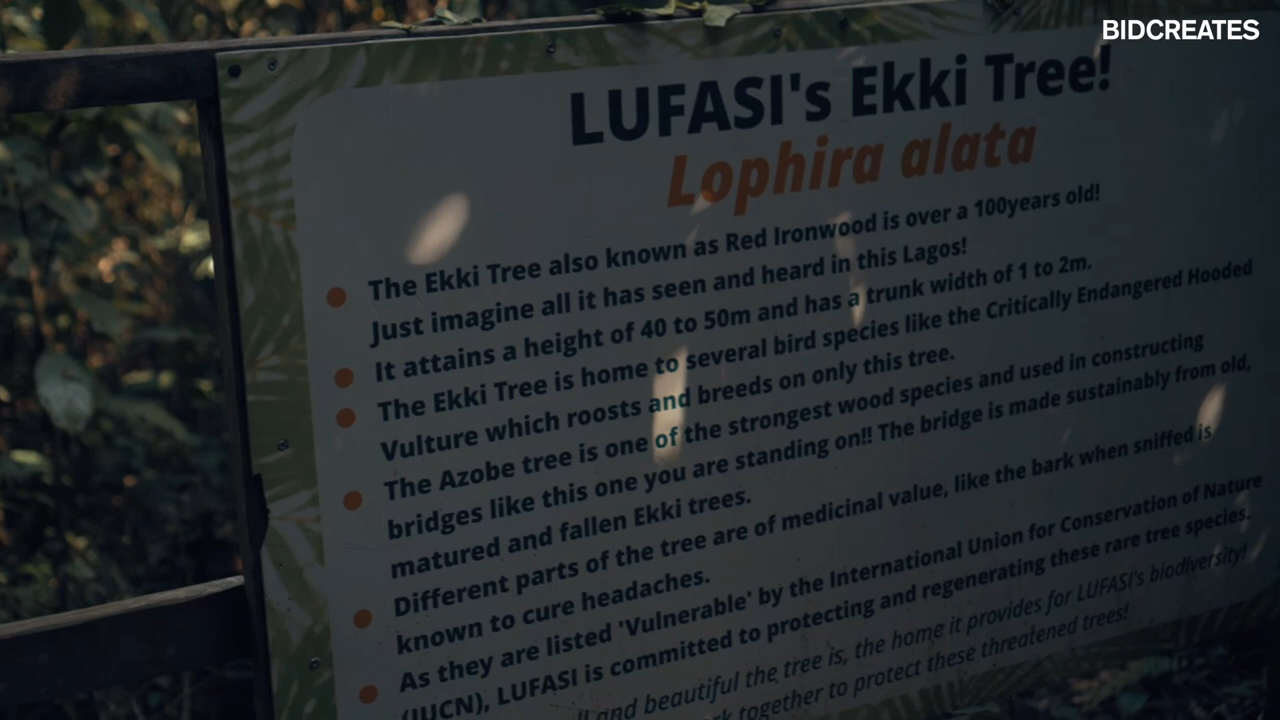 BIDCREATES
LUFASI's Ekki Tree!
Lophira alata
The Ekki Tree also known as Red Ironwood is over a 100years old!
Just imagine all it has seen and heard in this Lagos!
It attains a height of 40 to 50m and has a trunk width of 1 to 2m.
The Ekki Tree is home to several bird species like the Critically Endangered Hooded
Vulture which roosts and breeds on only this tree.
The Azobe tree is one of the strongest wood species and used in constructing
bridges like this one you are standing on!! The bridge is made sustainably from old,
matured and fallen Ekki trees.
Different parts of the tree are of medicinal value, like the bark when sniffed is
known to cure headaches.
As they are listed 'Vulnerable' by the International Union for Conservation of Nature
(IUCN), LUFASI is committed to protecting and regenerating these rare tree species.
and beautiful the tree is, the home it provides for LUFASI's biodiversity!
together to protect these threatened trees!